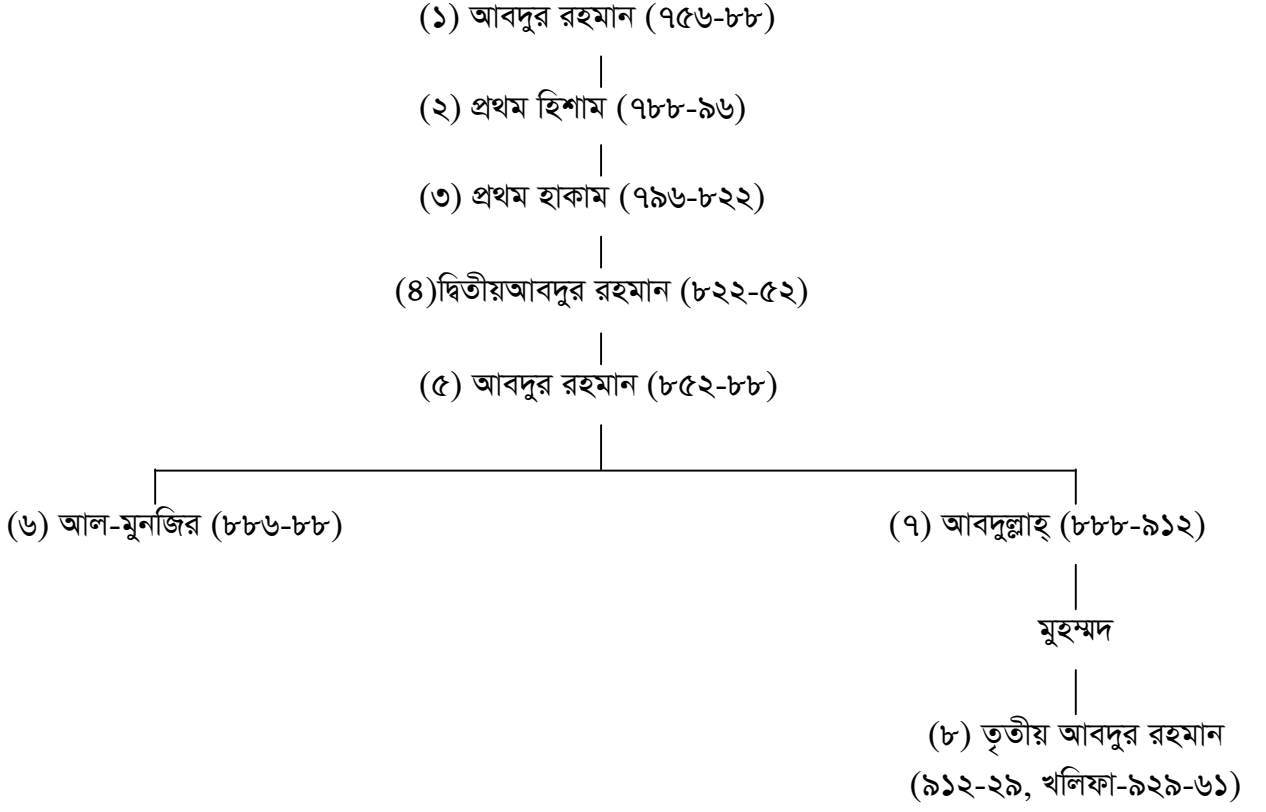 (১) আবদুর রহমান (৭৫৬-৮৮)
(২) প্রথম হিশাম (৭৮৮-৯৬)
(৩) প্রথম হাকাম (৭৯৬-৮২২)
(৪)দ্বিতীয়আবদুর রহমান (৮২২-৫২)
(৫) আবদুর রহমান (৮৫২-৮৮)
(৬) আল-মুনজির (৮৮৬-৮৮)
(৭) আবদুল্লাহ্ (৮৮৮-৯১২)
মুহম্মদ
(৮) তৃতীয় আবদুর রহমান
(৯১২-২৯, খলিফা-৯২৯-৬১)